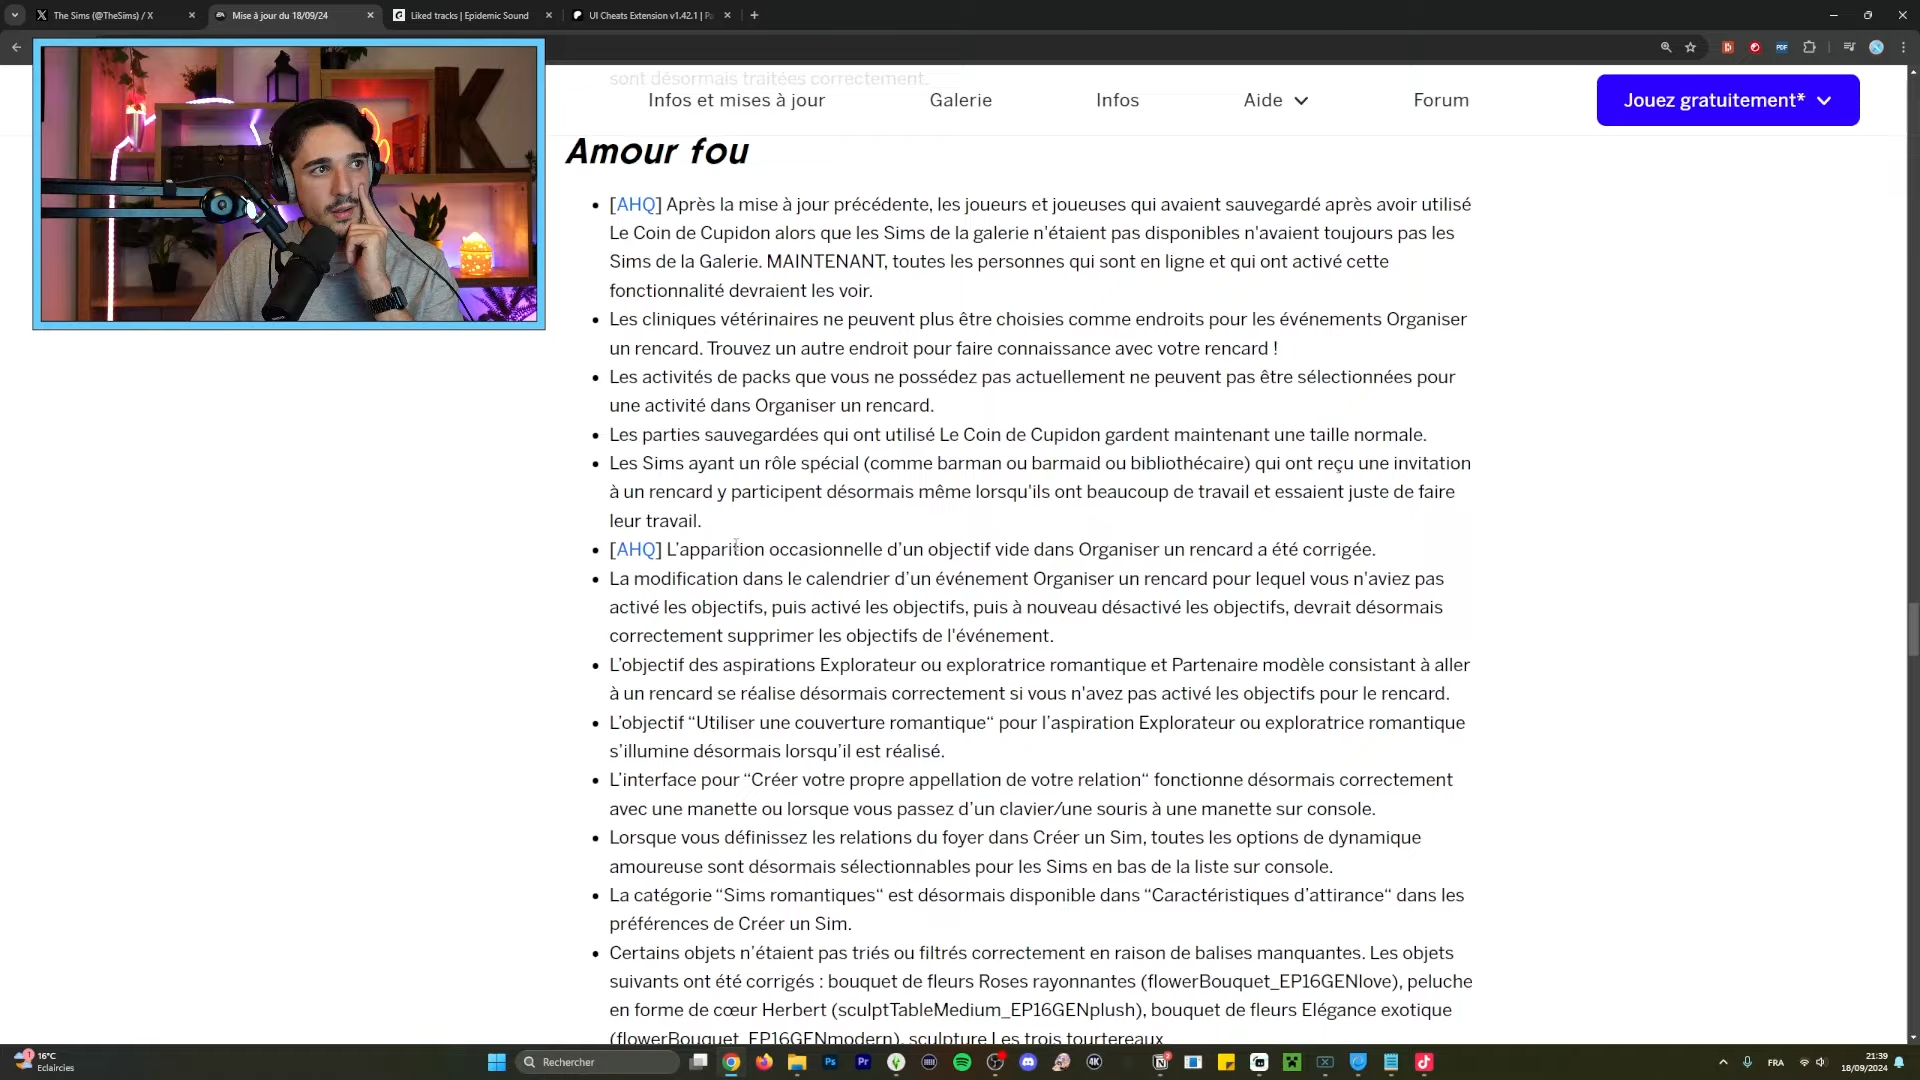 The Sims (@TheSims) / X
Mise à jour du 18/09/24
Liked tracks | Epidemic Sound
UI Cheats Extension v1.42.1 | P
sont désormais traitées correctement.
Infos et mises à jour
Galerie
Infos
Aide
Forum
Jouez gratuitement*
K
Amour fou
[AHQ] Après la mise à jour précédente, les joueurs et joueuses qui avaient sauvegardé après avoir utilisé
Le Coin de Cupidon alors que les Sims de la galerie n'étaient pas disponibles n'avaient toujours pas les
Sims de la Galerie. MAINTENANT, toutes les personnes qui sont en ligne et qui ont activé cette
fonctionnalité devraient les voir.
Les cliniques vétérinaires ne peuvent plus être choisies comme endroits pour les événements Organiser
un rencard. Trouvez un autre endroit pour faire connaissance avec votre rencard !
Les activités de packs que vous ne possédez pas actuellement ne peuvent pas être sélectionnées pour
une activité dans Organiser un rencard.
Les parties sauvegardées qui ont utilisé Le Coin de Cupidon gardent maintenant une taille normale.
Les Sims ayant un rôle spécial (comme barman ou barmaid ou bibliothécaire) qui ont reçu une invitation
à un rencard y participent désormais même lorsqu'ils ont beaucoup de travail et essaient juste de faire
leur travail.
[AHQ] L’apparition occasionnelle d’un objectif vide dans Organiser un rencard a été corrigée.
La modification dans le calendrier d’un événement Organiser un rencard pour lequel vous n'aviez pas
activé les objectifs, puis activé les objectifs, puis à nouveau désactivé les objectifs, devrait désormais
correctement supprimer les objectifs de l'événement.
L’objectif des aspirations Explorateur ou exploratrice romantique et Partenaire modèle consistant à aller
à un rencard se réalise désormais correctement si vous n'avez pas activé les objectifs pour le rencard.
L’objectif “Utiliser une couverture romantique“ pour l’aspiration Explorateur ou exploratrice romantique
s’illumine désormais lorsqu’il est réalisé.
L’interface pour “Créer votre propre appellation de votre relation“ fonctionne désormais correctement
avec une manette ou lorsque vous passez d’un clavier/une souris à une manette sur console.
Lorsque vous définissez les relations du foyer dans Créer un Sim, toutes les options de dynamique
amoureuse sont désormais sélectionnables pour les Sims en bas de la liste sur console.
La catégorie “Sims romantiques“ est désormais disponible dans “Caractéristiques d’attirance“ dans les
préférences de Créer un Sim.
Certains objets n’étaient pas triés ou filtrés correctement en raison de balises manquantes. Les objets
suivants ont été corrigés : bouquet de fleurs Roses rayonnantes (flowerBouquet_EP16GENlove), peluche
en forme de cœur Herbert (sculptTableMedium_EP16GENplush), bouquet de fleurs Elégance exotique
(flowerBouquet_EP16GENmodern), sculpture Les trois tourtereaux
16°C
Eclaircies
Rechercher
Ps
Pr
4K
FRA
21:39
18/09/2024